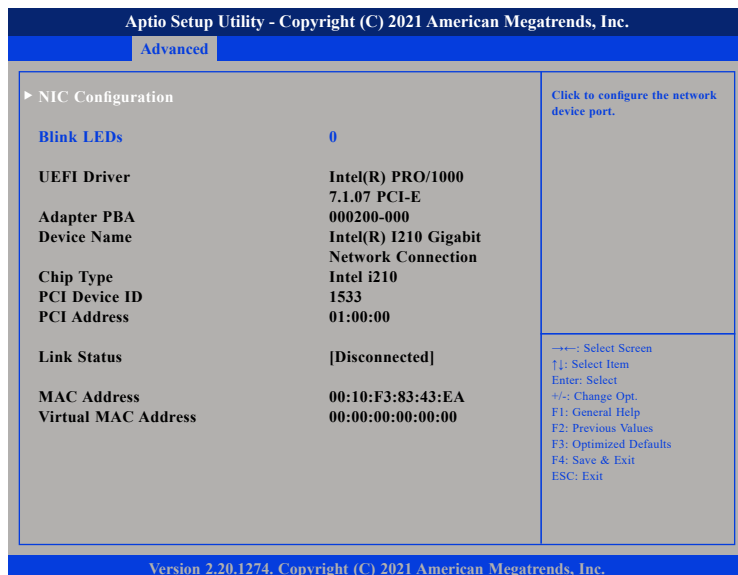 Aptio Setup Utility - Copyright (C) 2021 American Megatrends, Inc.
Advanced
▶ NIC Configuration
Blink LEDs 0
UEFI Driver Intel(R) PRO/1000
7.1.07 PCI-E
Adapter PBA 000200-000
Device Name Intel(R) I210 Gigabit
Network Connection
Chip Type Intel i210
PCI Device ID 1533
PCI Address 01:00:00
Link Status [Disconnected]
MAC Address 00:10:F3:83:43:EA
Virtual MAC Address 00:00:00:00:00:00
Click to configure the network
device port.
→←: Select Screen
↑↓: Select Item
Enter: Select
+/-: Change Opt.
F1: General Help
F2: Previous Values
F3: Optimized Defaults
F4: Save & Exit
ESC: Exit
Version 2.20.1274. Copyright (C) 2021 American Megatrends, Inc.